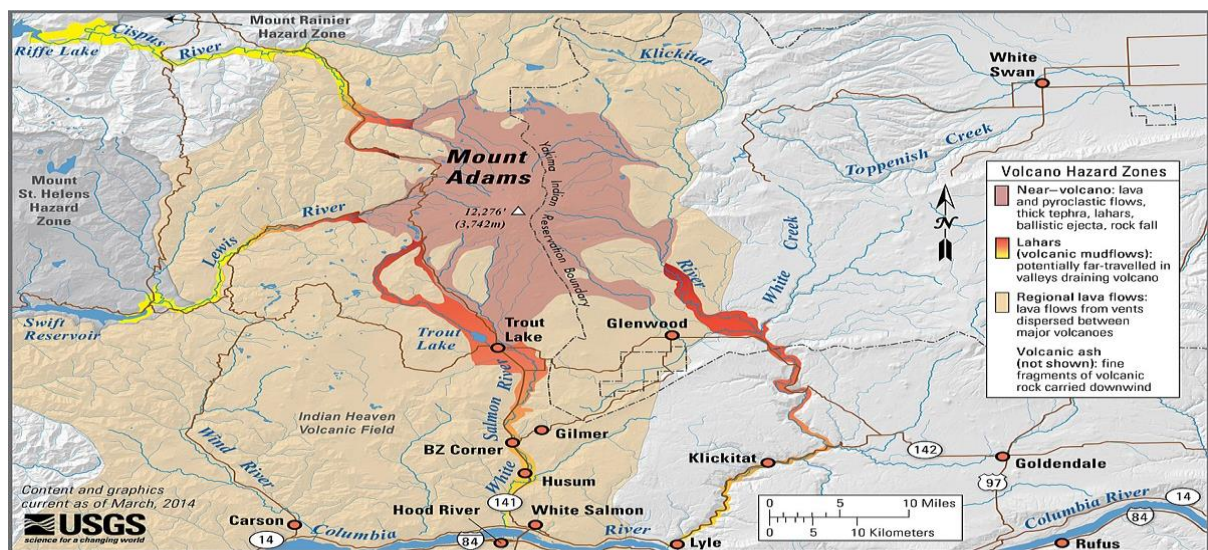 Mount Rainier
Hazard Zone
Riffe Lake
Cispus
River
Klickitat
White
Swan
Toppenish Creek
Mount
St. Helens
Hazard
Zone
Mount
Adams
12,276'
(3,742m)
Yakima Indian Reservation Boundary
Lewis
River
River
White Creek
N
Volcano Hazard Zones
Near–volcano: lava
and pyroclastic flows,
thick tephra, lahars,
ballistic ejecta, rock fall
Lahars
(volcanic mudflows):
potentially far-travelled in
valleys draining volcano
Regional lava flows:
lava flows from vents
dispersed between
major volcanoes
Volcanic ash
(not shown): fine
fragments of volcanic
rock carried downwind
Swift
Reservoir
Trout
Lake
Trout
Lake
Glenwood
Indian Heaven
Volcanic Field
Wind
River
White Salmon River
Gilmer
BZ Corner
Husum
141
Klickitat
142
Goldendale
97
Content and graphics
current as of March, 2014
USGS
science for a changing world
Carson
14
Columbia
Hood River
84
White Salmon
River
Lyle
0 5 10 Miles
0 5 10 Kilometers
Columbia River
14
84
Rufus